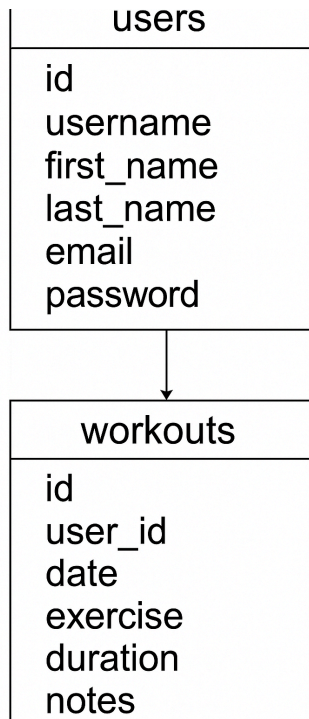 users
id
username
first_name
last_name
email
password
workouts
id
user_id
date
exercise
duration
notes